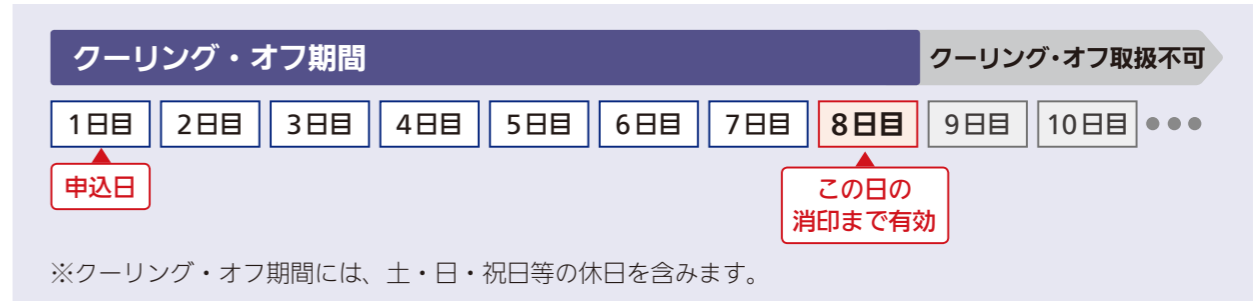 クーリング・オフ期間 クーリング・オフ取扱不可
1日目 2日目 3日目 4日目 5日目 6日目 7日目 8日目 9日目 10日目 ●●●
申込日
この日の
消印まで有効
※クーリング・オフ期間には、土・日・祝日等の休日を含みます。